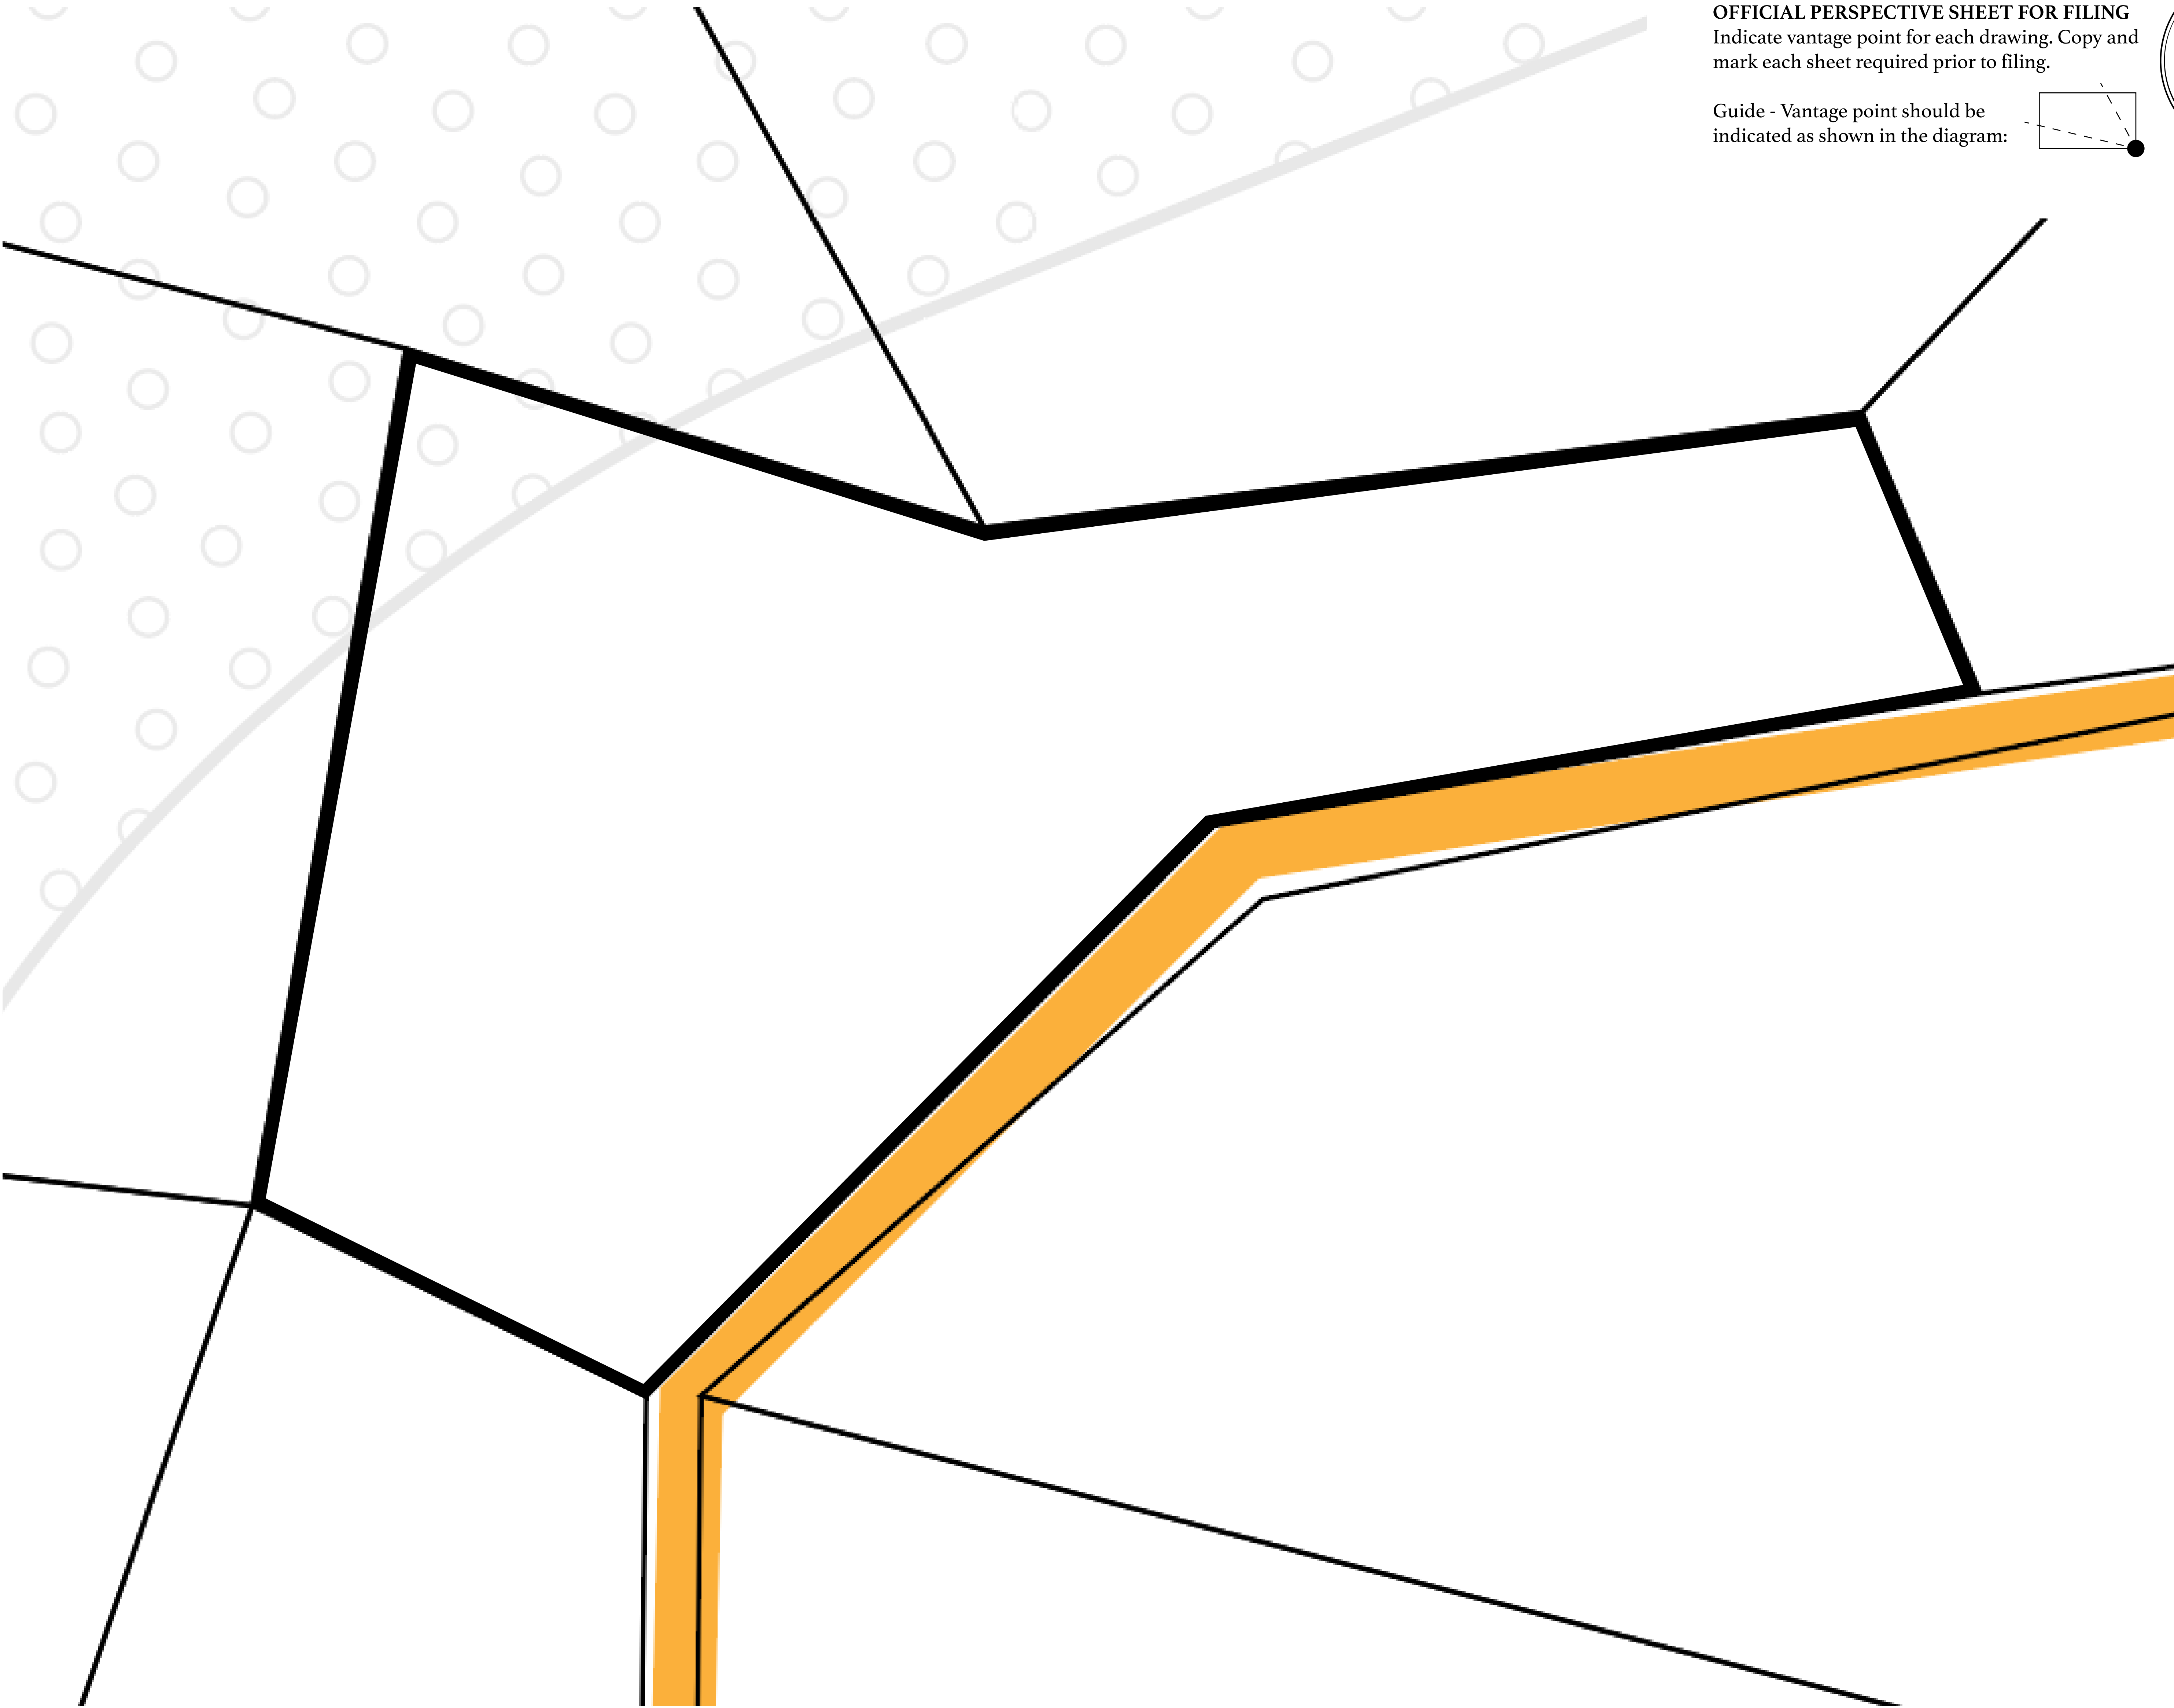 OFFICIAL PERSPECTIVE SHEET FOR FILING
Indicate vantage point for each drawing. Copy and
mark each sheet required prior to filing.
Guide - Vantage point should be
indicated as shown in the diagram: